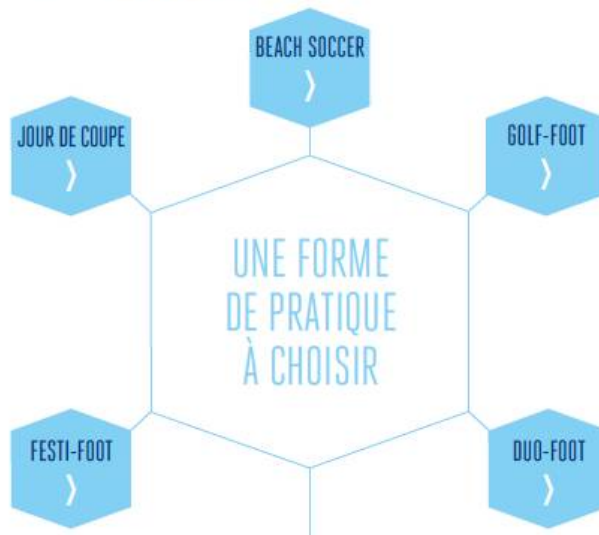 BEACH SOCCER
JOUR DE COUPE
GOLF-FOOT
UNE FORME
DE PRATIQUE
À CHOISIR
FESTI-FOOT
DUO-FOOT